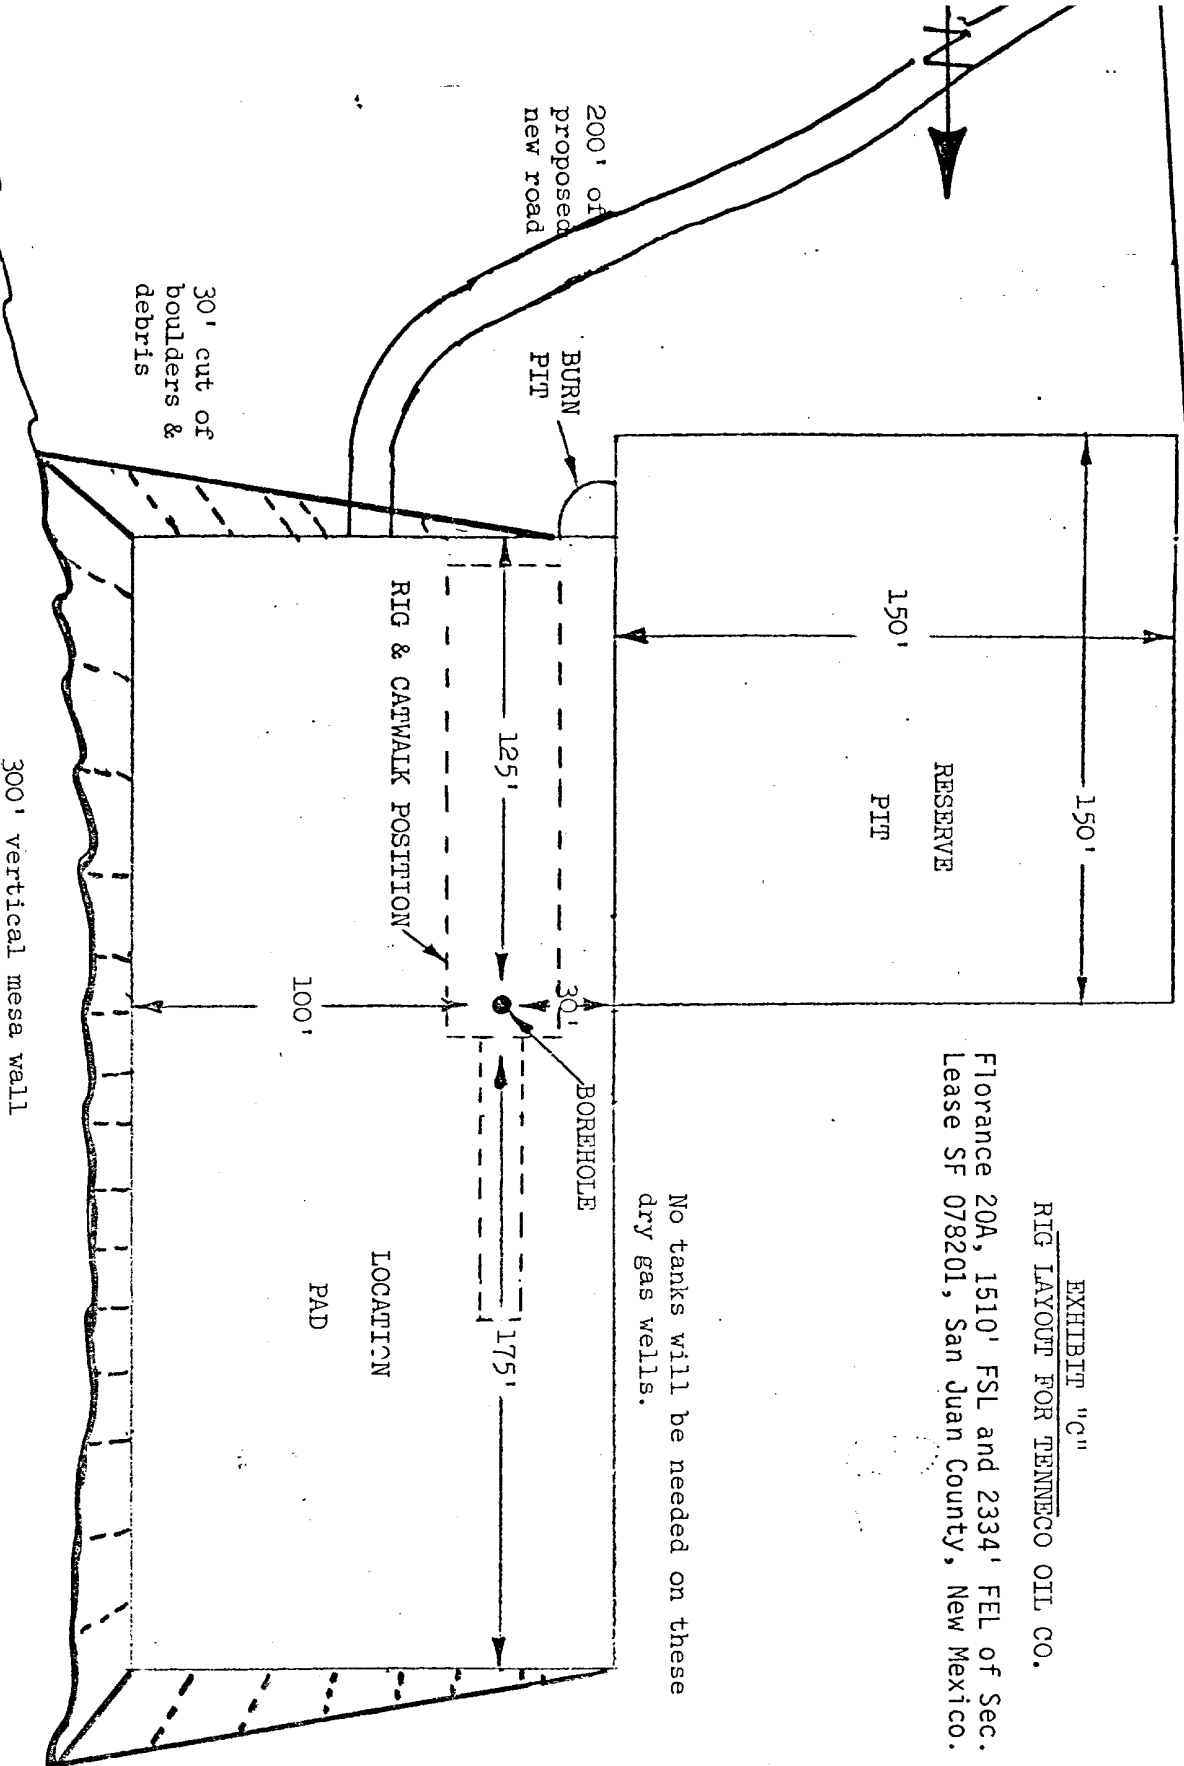 EXHIBIT "C"
RIG LAYOUT FOR TENNECO OIL CO.
Florance 20A, 1510' FSL and 2334' FEL of Sec.
Lease SF 078201, San Juan County, New Mexico.
N
200' of
proposed
new road
30' cut of
boulders &
debris
BURN
PIT
150'
150'
RESERVE
PIT
No tanks will be needed on these
dry gas wells.
125'
30'
BOREHOLE
175'
RIG & CATWALK POSITION
100'
LOCATION
PAD
300' vertical mesa wall